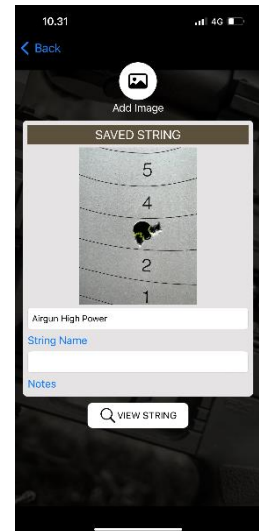 10.31
4G
Back
Add Image
SAVED STRING
5
4
2
1
Airgun High Power
String Name
Notes
VIEW STRING